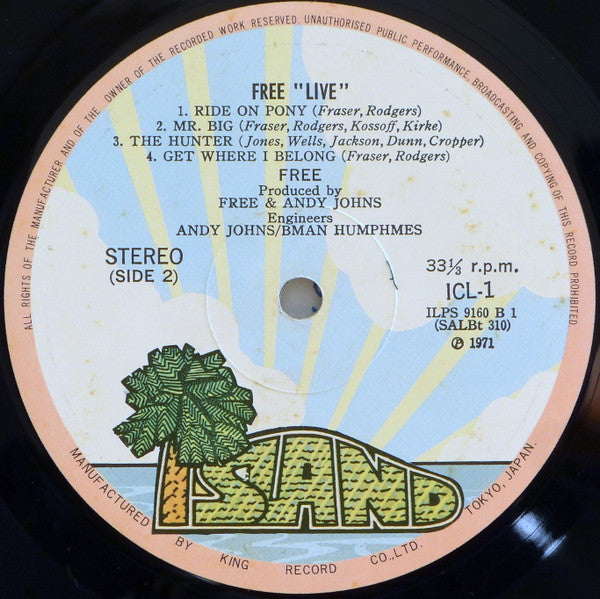 ALL RIGHTS OF THE MANUFACTURER AND OF THE OWNER OF THE RECORDED WORK RESERVED. UNAUTHORISED PUBLIC PERFORMANCE, BROADCASTING AND COPYING OF THIS RECORD PROHIBITED
FREE "LIVE"
1. RIDE ON PONY (Fraser, Rodgers)
2. MR. BIG (Fraser, Rodgers, Kossoff, Kirke)
3. THE HUNTER (Jones, Wells, Jackson, Dunn, Cropper)
4. GET WHERE I BELONG (Fraser, Rodgers)
FREE
Produced by
FREE & ANDY JOHNS
Engineers
ANDY JOHNS/BMAN HUMPHMES
STEREO
(SIDE 2)
33⅓ r.p.m.
ICL-1
ILPS 9160 B 1
(SALBt 310)
℗ 1971
ISLAND
MANUFACTURED BY KING RECORD CO., LTD. TOKYO, JAPAN.